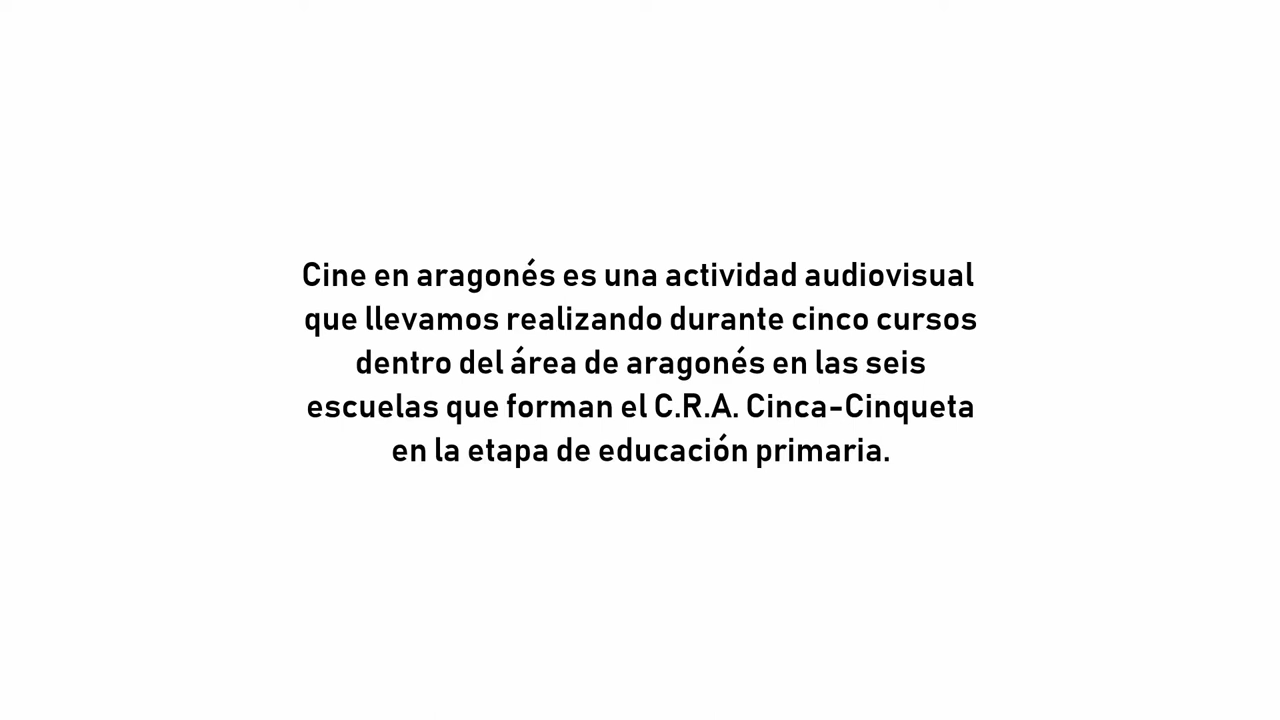 Cine en aragonés es una actividad audiovisual
que llevamos realizando durante cinco cursos
dentro del área de aragonés en las seis
escuelas que forman el C.R.A. Cinca-Cinqueta
en la etapa de educación primaria.